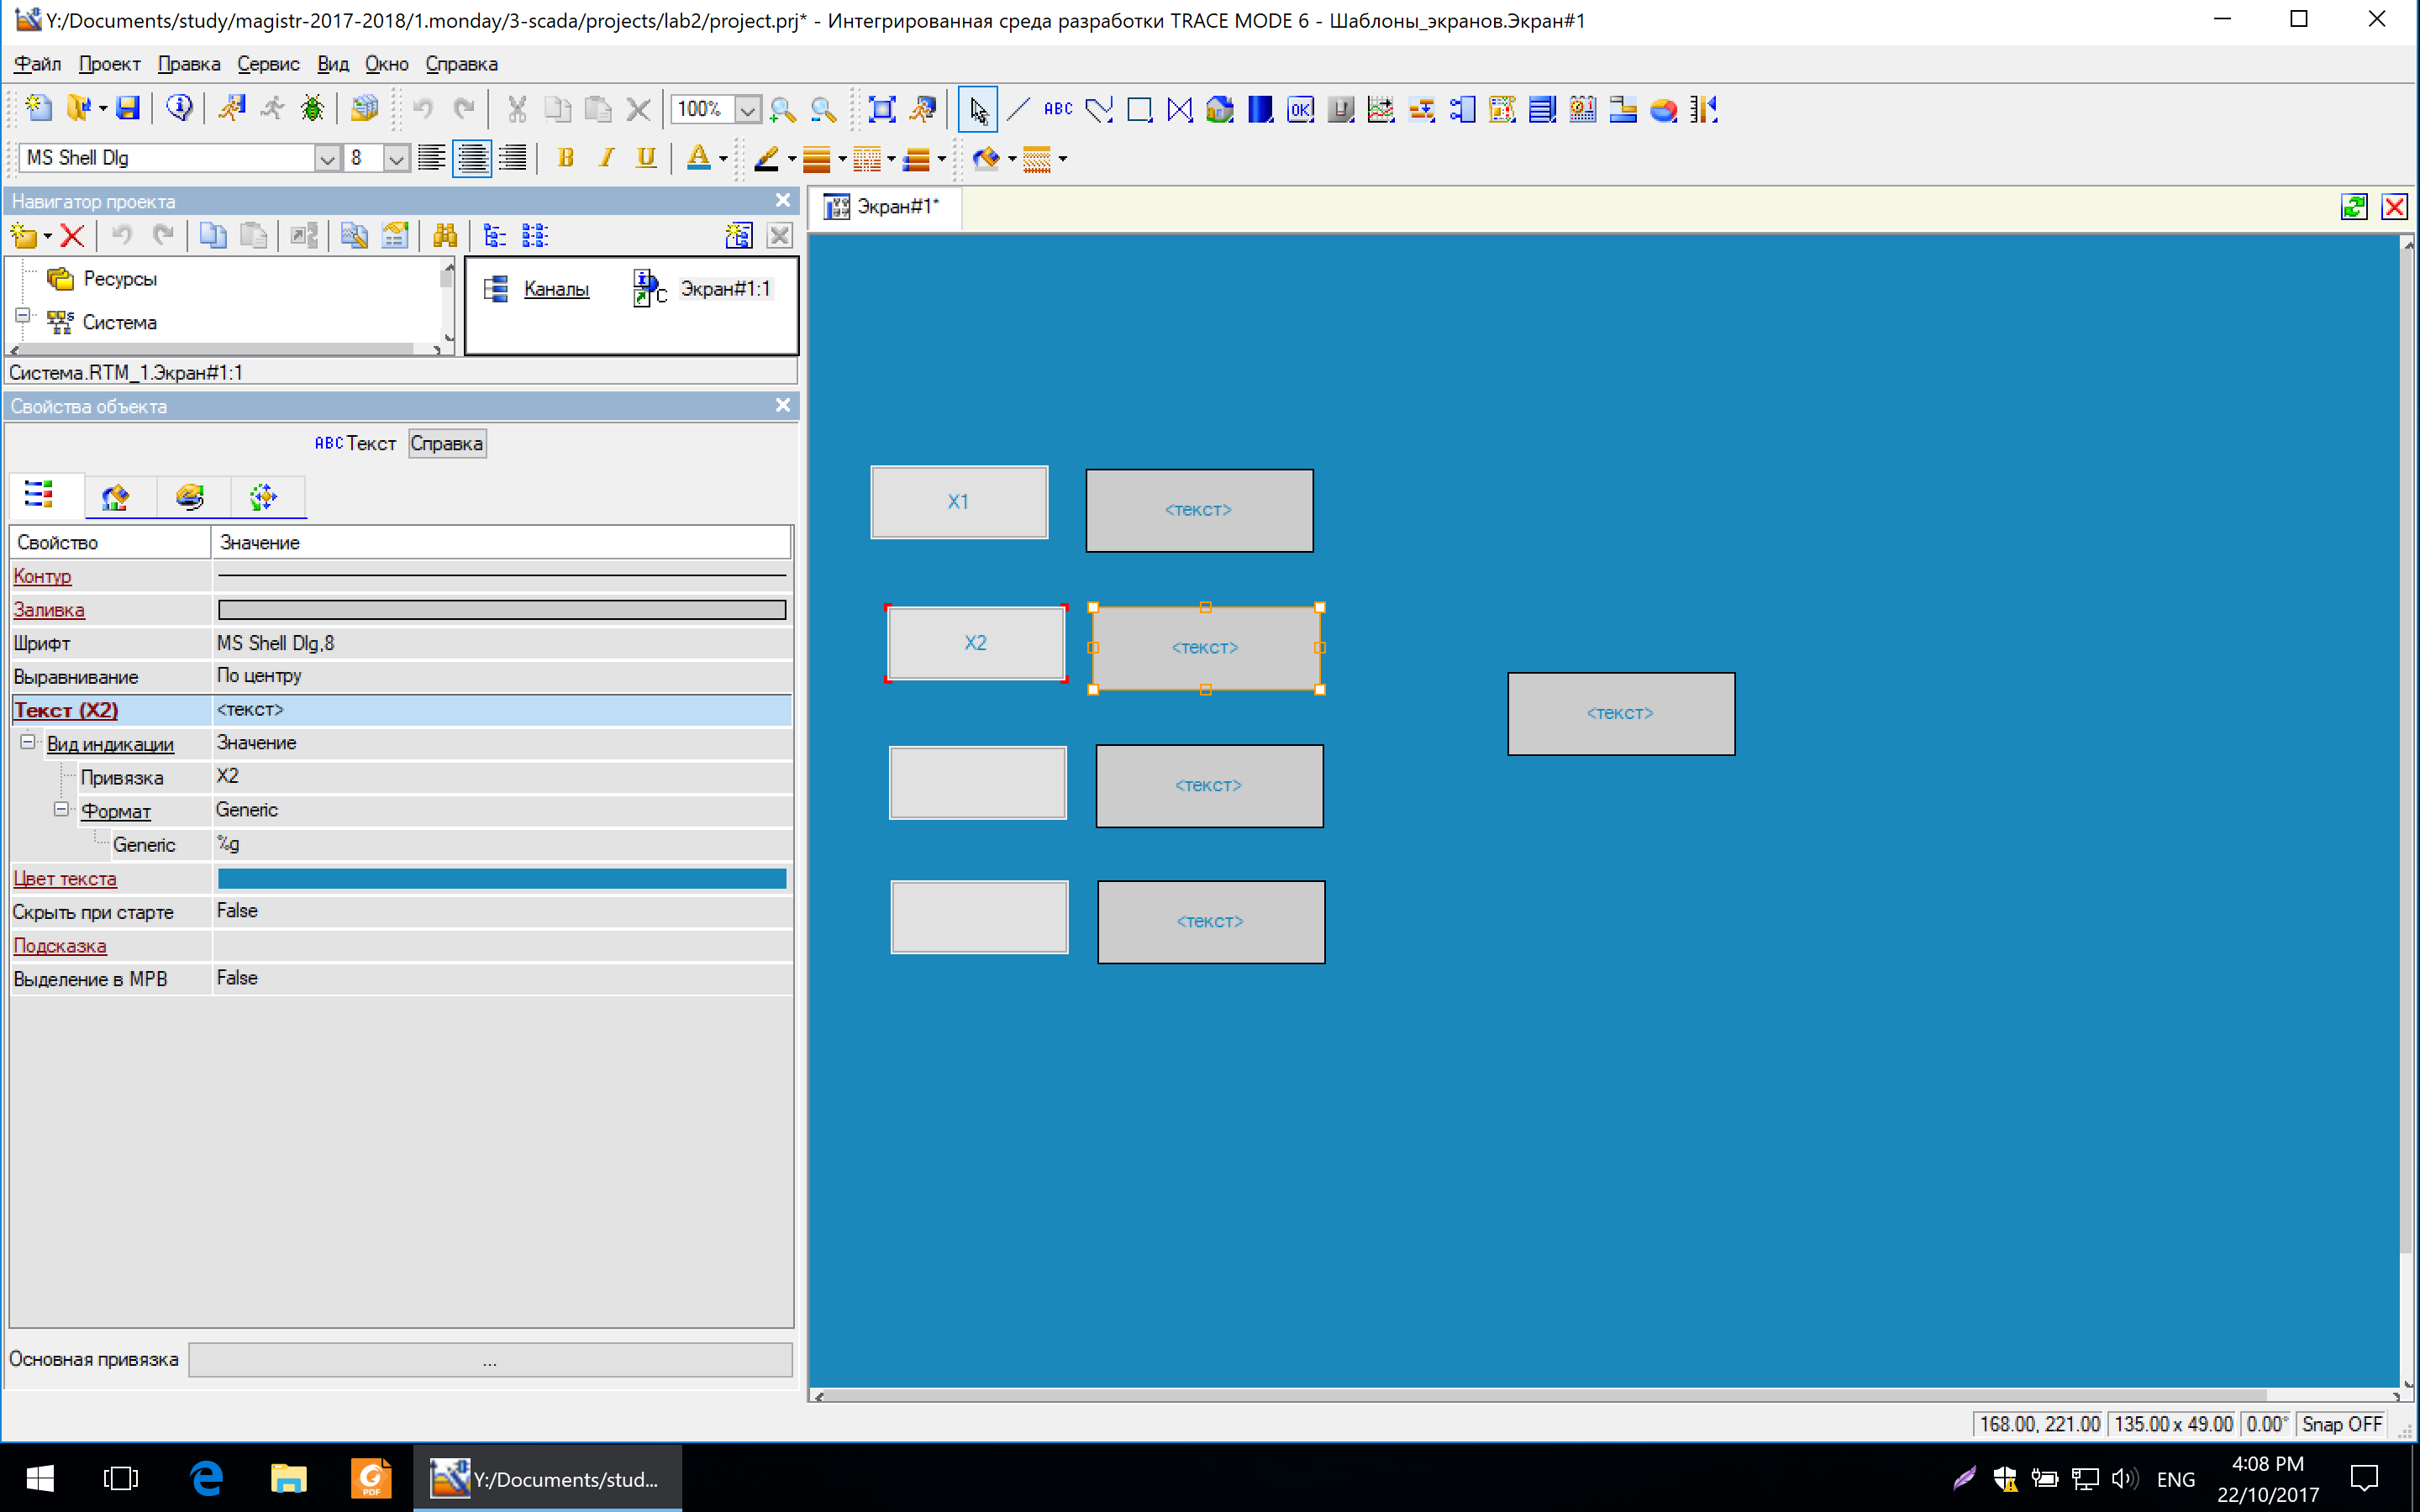 Y:/Documents/study/magistr-2017-2018/1.monday/3-scada/projects/lab2/project.prj* - Интегрированная среда разработки TRACE MODE 6 - Шаблоны_экранов.Экран#1
Файл Проект Правка Сервис Вид Окно Справка
100% ABC OK
MS Shell Dlg 8 B I U A
Навигатор проекта
Экран#1*
Ресурсы
Система
Каналы
Экран#1:1
Система.RTM_1.Экран#1:1
Свойства объекта
ABC Текст Справка
Свойство Значение
Контур
Заливка
Шрифт MS Shell Dlg,8
Выравнивание По центру
Текст (X2) <текст>
Вид индикации Значение
Привязка X2
Формат Generic
Generic %g
Цвет текста
Скрыть при старте False
Подсказка
Выделение в МРВ False
Основная привязка ...
X1 <текст>
X2 <текст>
<текст>
<текст>
<текст>
168.00, 221.00 135.00 x 49.00 0.00° Snap OFF
PDF
Y:/Documents/stud...
ENG
4:08 PM
22/10/2017